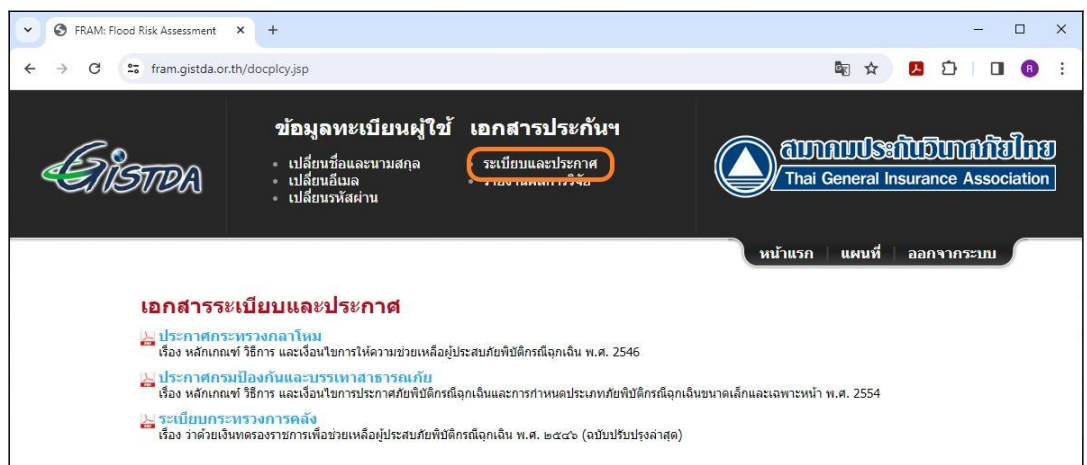 FRAM: Flood Risk Assessment
fram.gistda.or.th/docplcy.jsp
R
GISTDA
ข้อมูลทะเบียนผู้ใช้
เปลี่ยนชื่อและนามสกุล
เปลี่ยนอีเมล
เปลี่ยนรหัสผ่าน
เอกสารประกันฯ
ระเบียบและประกาศ
รายงานผลการวิจัย
สมาคมประกันวินาศภัยไทย
Thai General Insurance Association
หน้าแรก แผนที่ ออกจากระบบ
เอกสารระเบียบและประกาศ
ประกาศกระทรวงกลาโหม
เรื่อง หลักเกณฑ์ วิธีการ และเงื่อนไขการให้ความช่วยเหลือผู้ประสบภัยพิบัติกรณีฉุกเฉิน พ.ศ. 2546
ประกาศกรมป้องกันและบรรเทาสาธารณภัย
เรื่อง หลักเกณฑ์ วิธีการ และเงื่อนไขการประกาศภัยพิบัติกรณีฉุกเฉินและการกำหนดประเภทภัยพิบัติกรณีฉุกเฉินขนาดเล็กและเฉพาะหน้า พ.ศ. 2554
ระเบียบกระทรวงการคลัง
เรื่อง ว่าด้วยเงินทดรองราชการเพื่อช่วยเหลือผู้ประสบภัยพิบัติกรณีฉุกเฉิน พ.ศ. ๒๕๔๖ (ฉบับปรับปรุงล่าสุด)